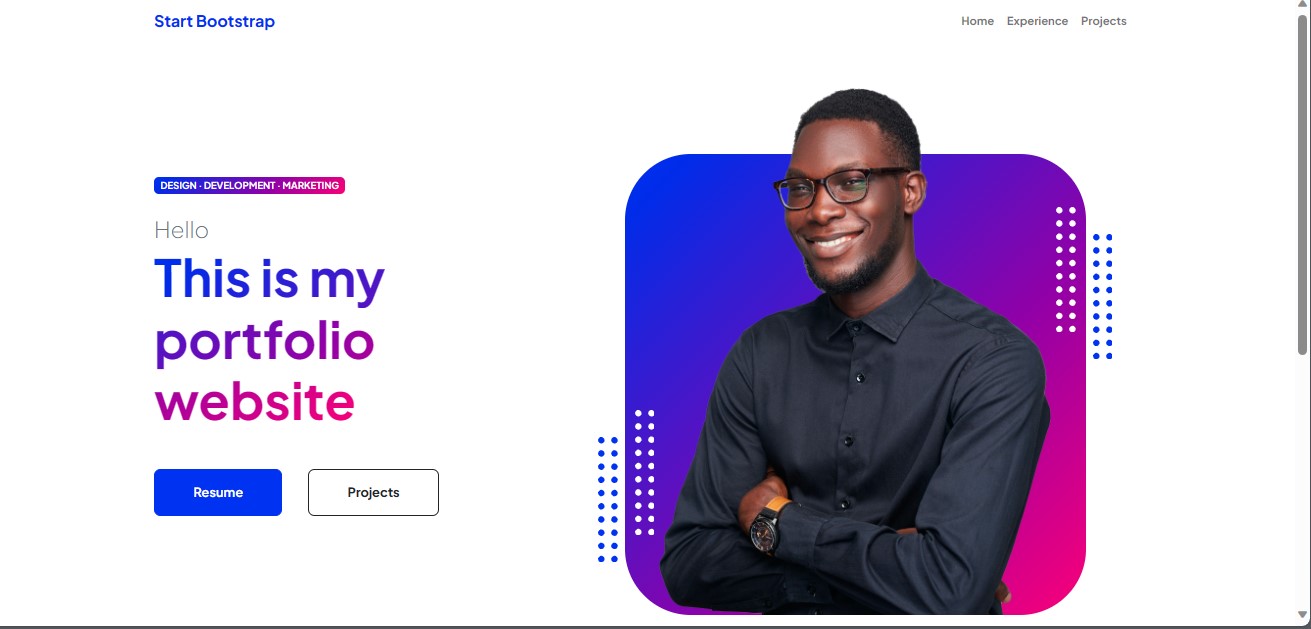 Start Bootstrap
Home Experience Projects
DESIGN · DEVELOPMENT · MARKETING
Hello
This is my
portfolio
website
Resume Projects